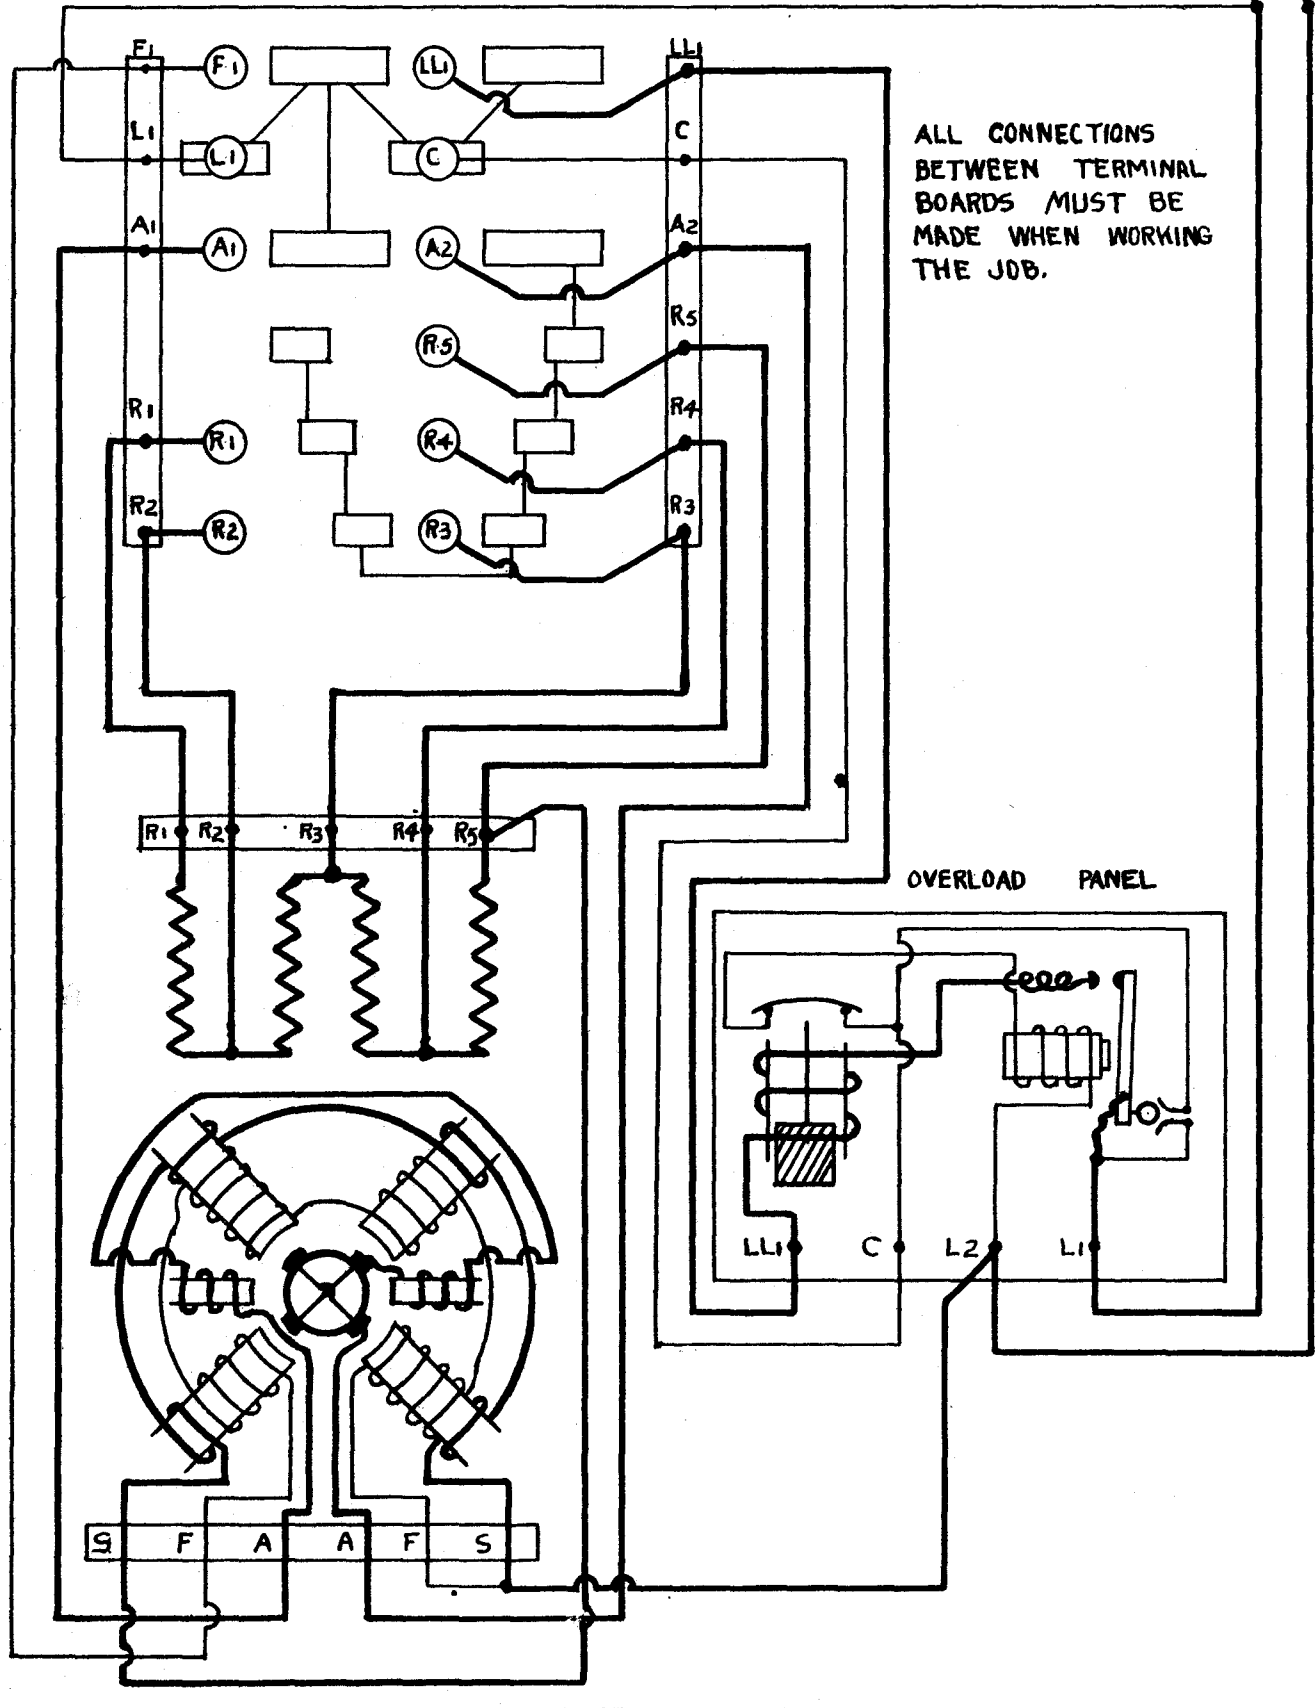 F1
F1
LL1
LL1
L1
L1
C
C
A1
A1
A2
A2
R5
R5
R1
R1
R4
R4
R2
R2
R3
R3
ALL CONNECTIONS
BETWEEN TERMINAL
BOARDS MUST BE
MADE WHEN WORKING
THE JOB.
R1 R2 R3 R4 R5
OVERLOAD PANEL
LL1 C L2 L1
S F A A F S